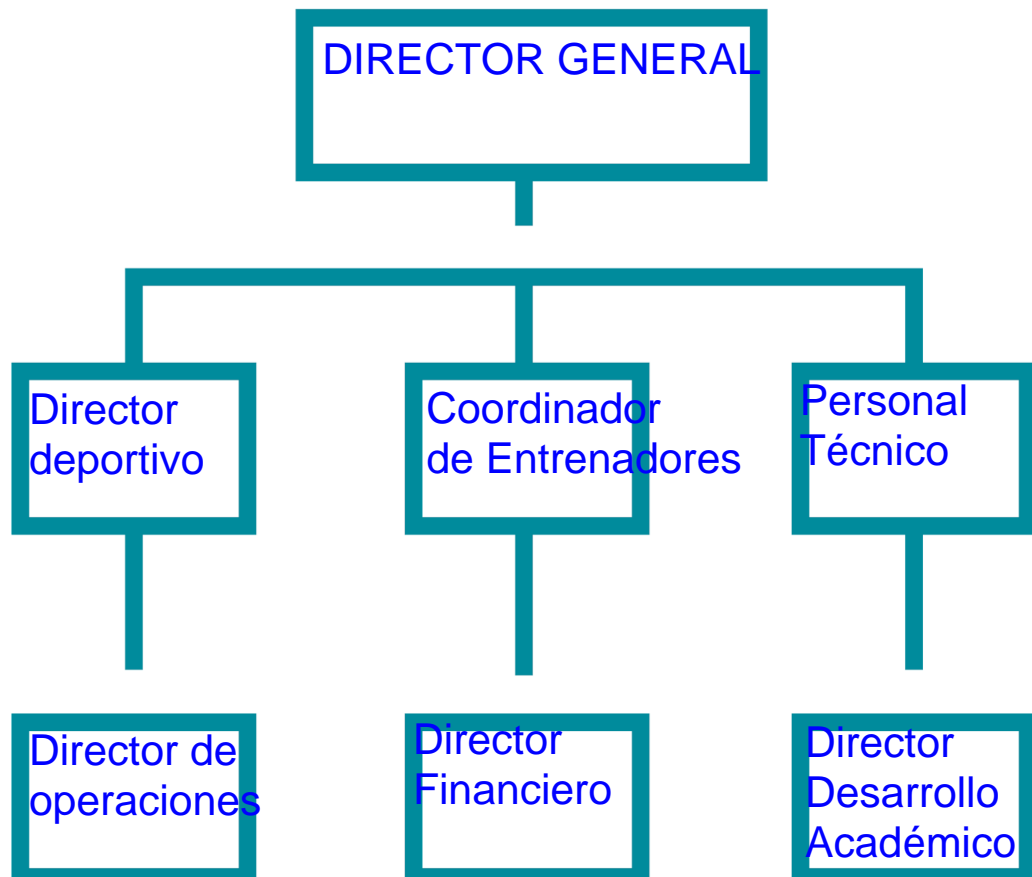 DIRECTOR GENERAL
Director
deportivo
Coordinador
de Entrenadores
Personal
Técnico
Director de
operaciones
Director
Financiero
Director
Desarrollo
Académico